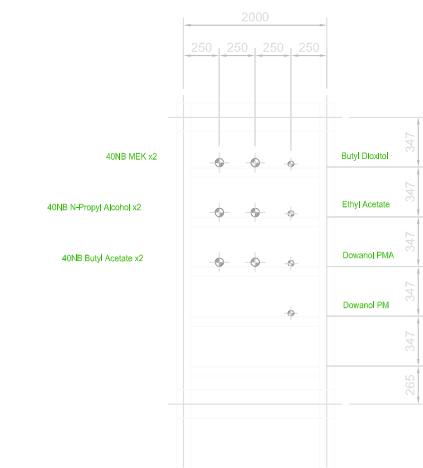 2000
250 250 250 250
347
40NB MEK x2
Butyl Dioxitol
347
40NB N-Propyl Alcohol x2
Ethyl Acetate
347
40NB Butyl Acetate x2
Dowanol PMA
347
Dowanol PM
347
265